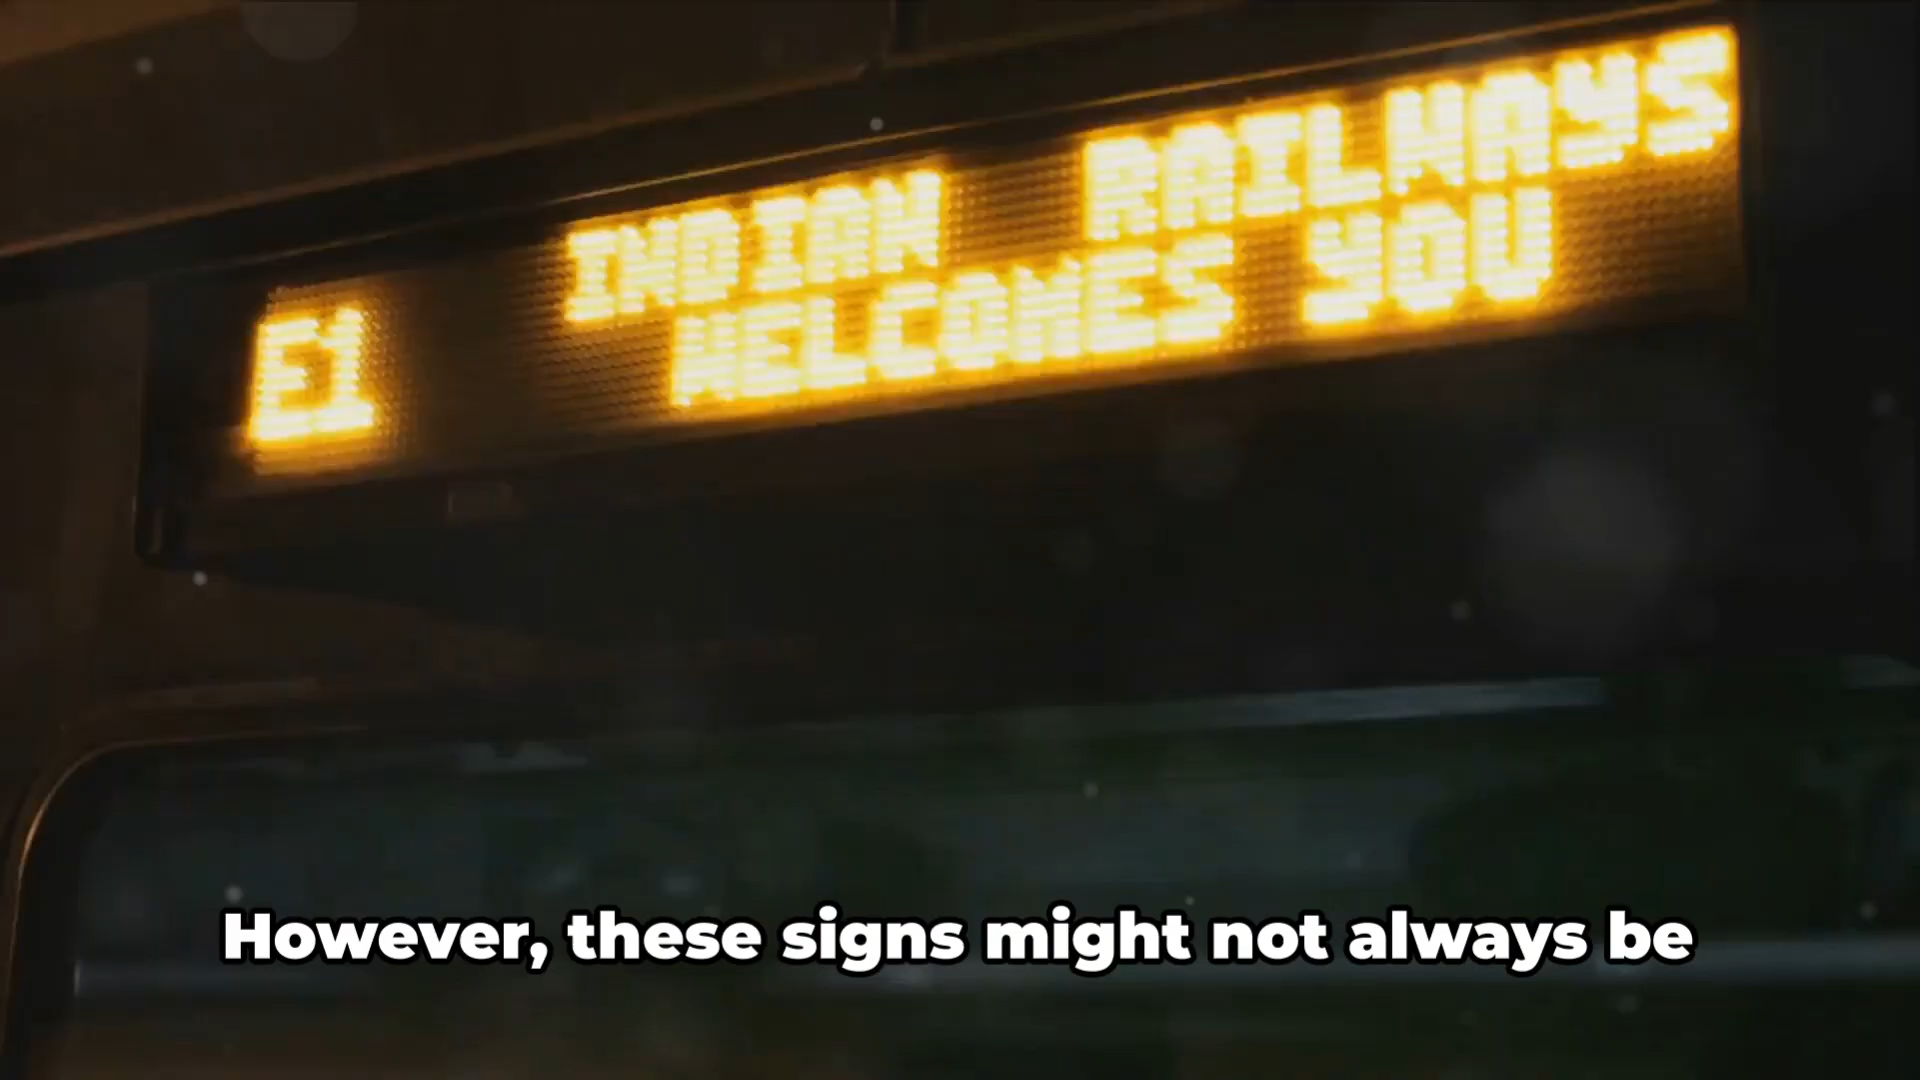 INDIAN RAILWAYS
E1
WELCOMES YOU
However, these signs might not always be